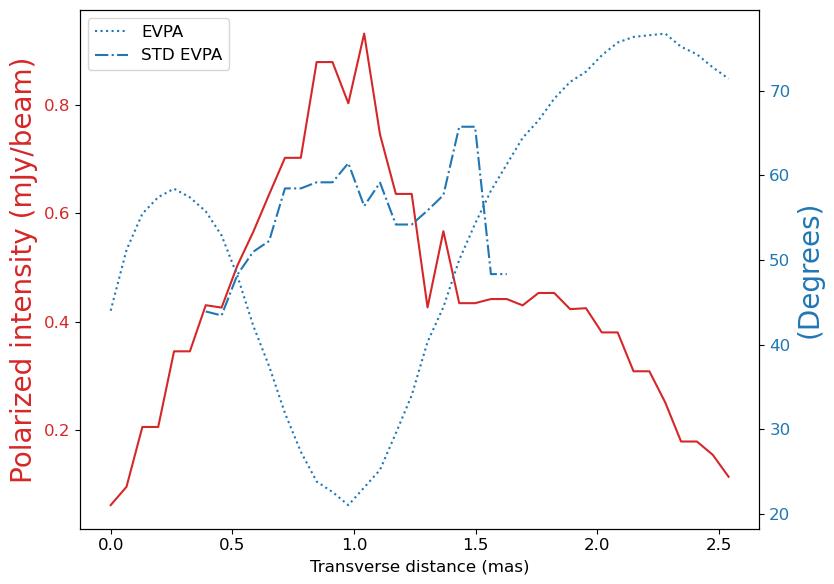 EVPA
STD EVPA
Polarized intensity (mJy/beam)
0.8
0.6
0.4
0.2
70
60
50
40
30
20
(Degrees)
0.0 0.5 1.0 1.5 2.0 2.5
Transverse distance (mas)